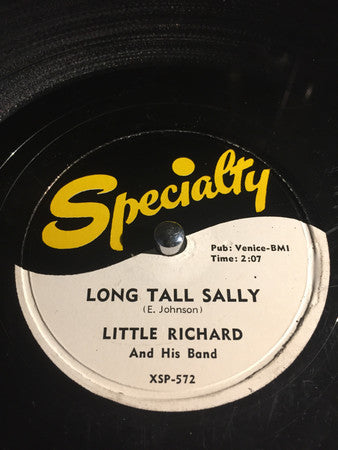 Specialty
Pub: Venice-BMI
Time: 2:07
LONG TALL SALLY
(E. Johnson)
LITTLE RICHARD
And His Band
XSP-572